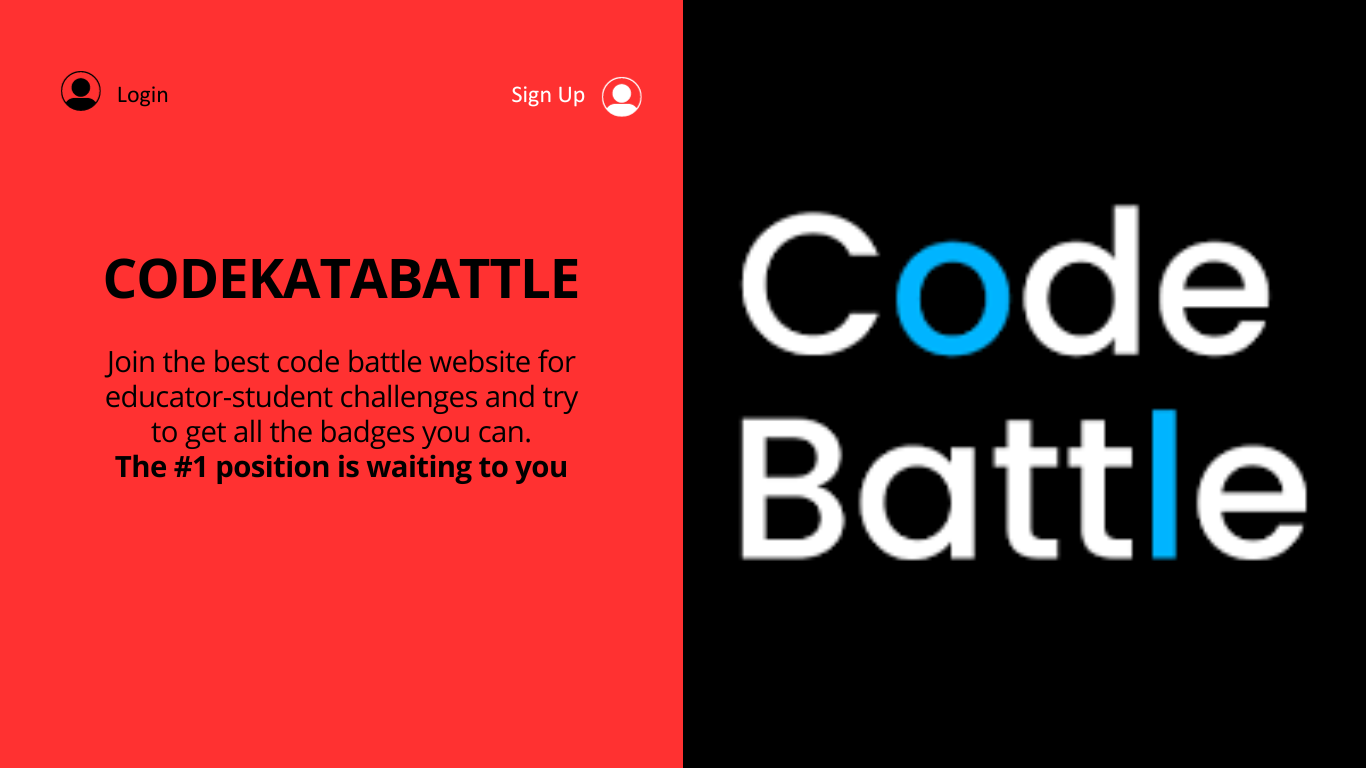 Login
Sign Up
CODEKATABATTLE
Join the best code battle website for
educator-student challenges and try
to get all the badges you can.
The #1 position is waiting to you
Code
Battle